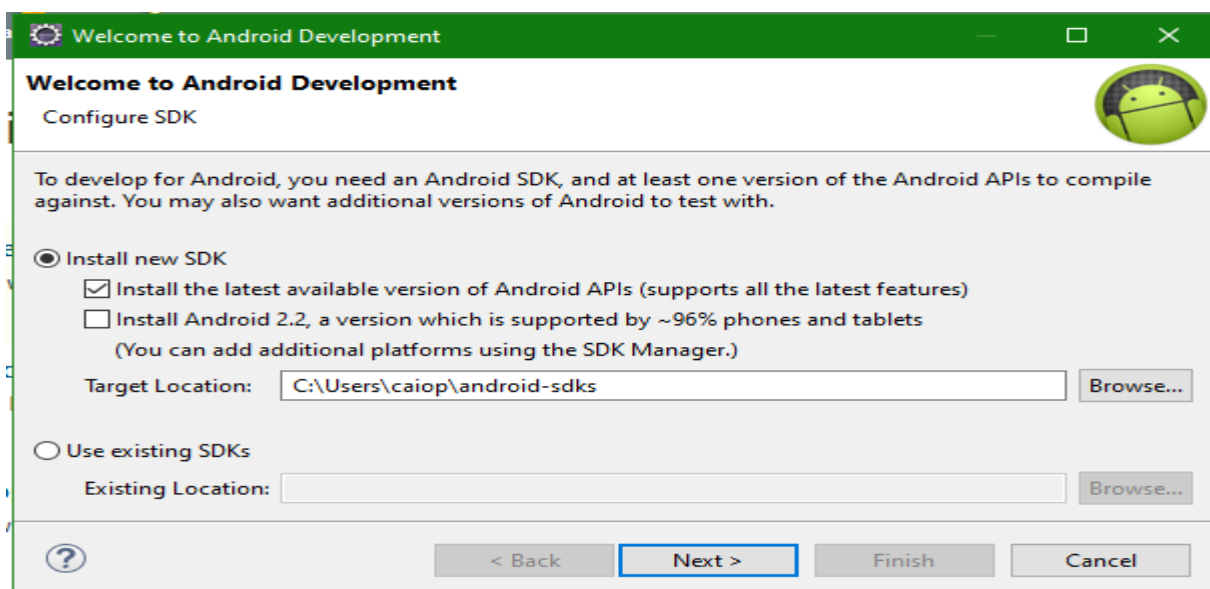 Welcome to Android Development
Welcome to Android Development
Configure SDK
To develop for Android, you need an Android SDK, and at least one version of the Android APIs to compile
against. You may also want additional versions of Android to test with.
Install new SDK
Install the latest available version of Android APIs (supports all the latest features)
Install Android 2.2, a version which is supported by ~96% phones and tablets
(You can add additional platforms using the SDK Manager.)
Target Location: C:\Users\caiop\android-sdks Browse...
Use existing SDKs
Existing Location: Browse...
? < Back Next > Finish Cancel